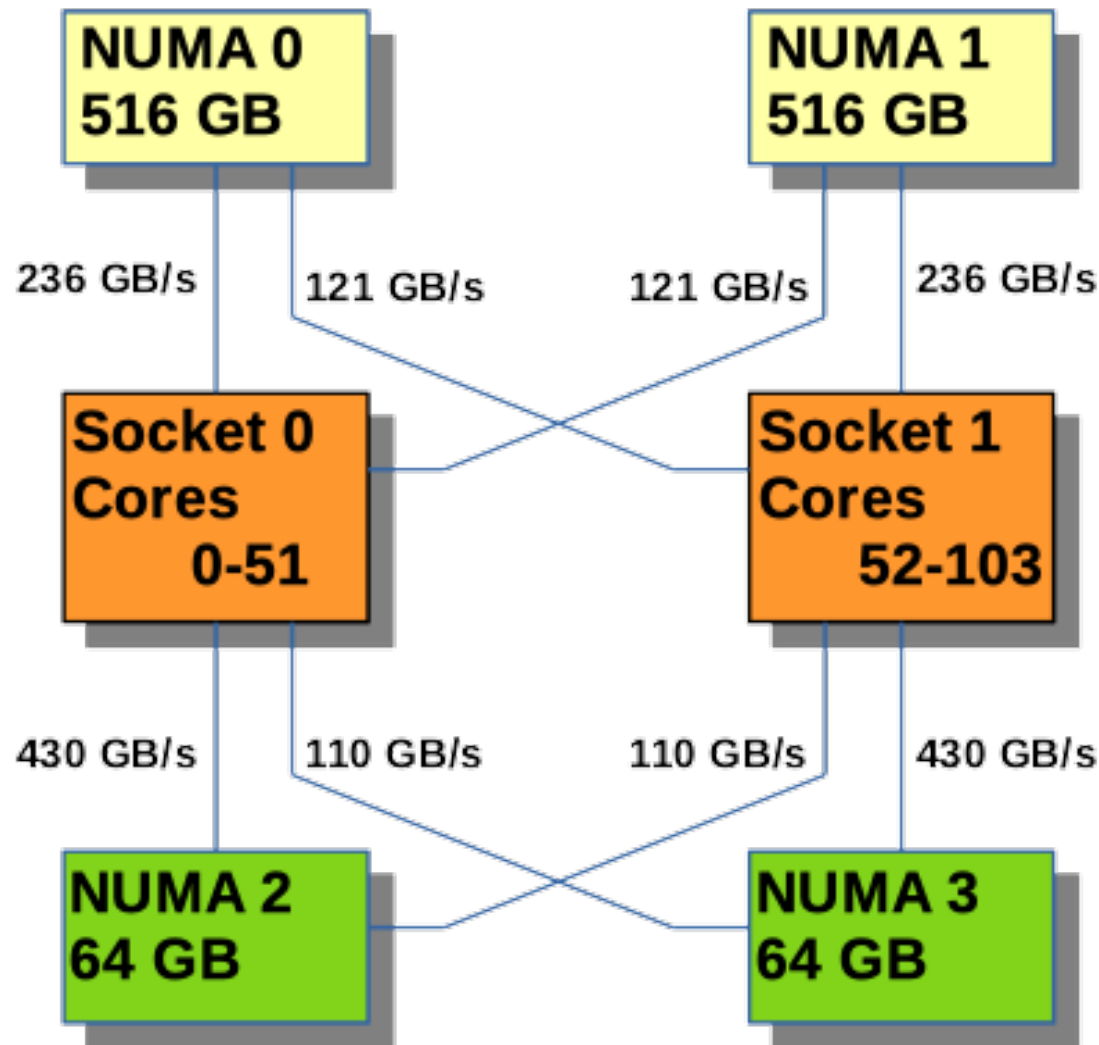 NUMA 0
516 GB
NUMA 1
516 GB
236 GB/s
121 GB/s
121 GB/s
236 GB/s
Socket 0
Cores
0-51
Socket 1
Cores
52-103
430 GB/s
110 GB/s
110 GB/s
430 GB/s
NUMA 2
64 GB
NUMA 3
64 GB